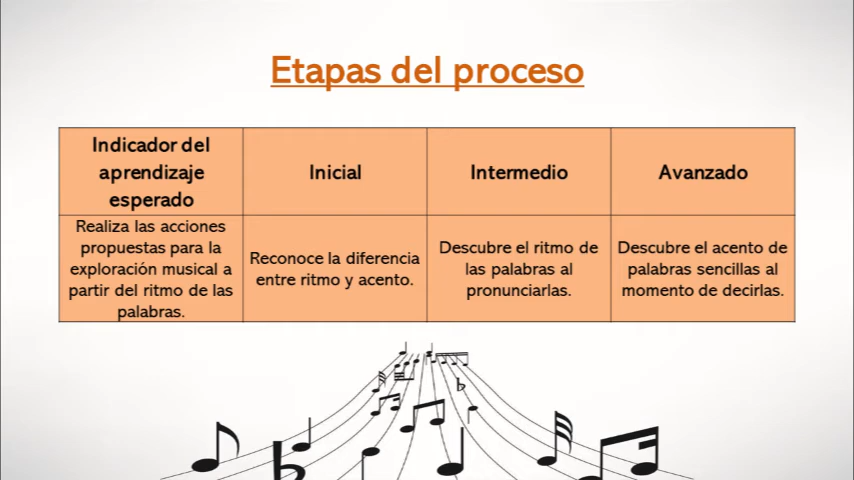 Etapas del proceso
Indicador del
aprendizaje
esperado
Inicial
Intermedio
Avanzado
Realiza las acciones
propuestas para la
exploración musical a
partir del ritmo de las
palabras.
Reconoce la diferencia
entre ritmo y acento.
Descubre el ritmo de
las palabras al
pronunciarlas.
Descubre el acento de
palabras sencillas al
momento de decirlas.